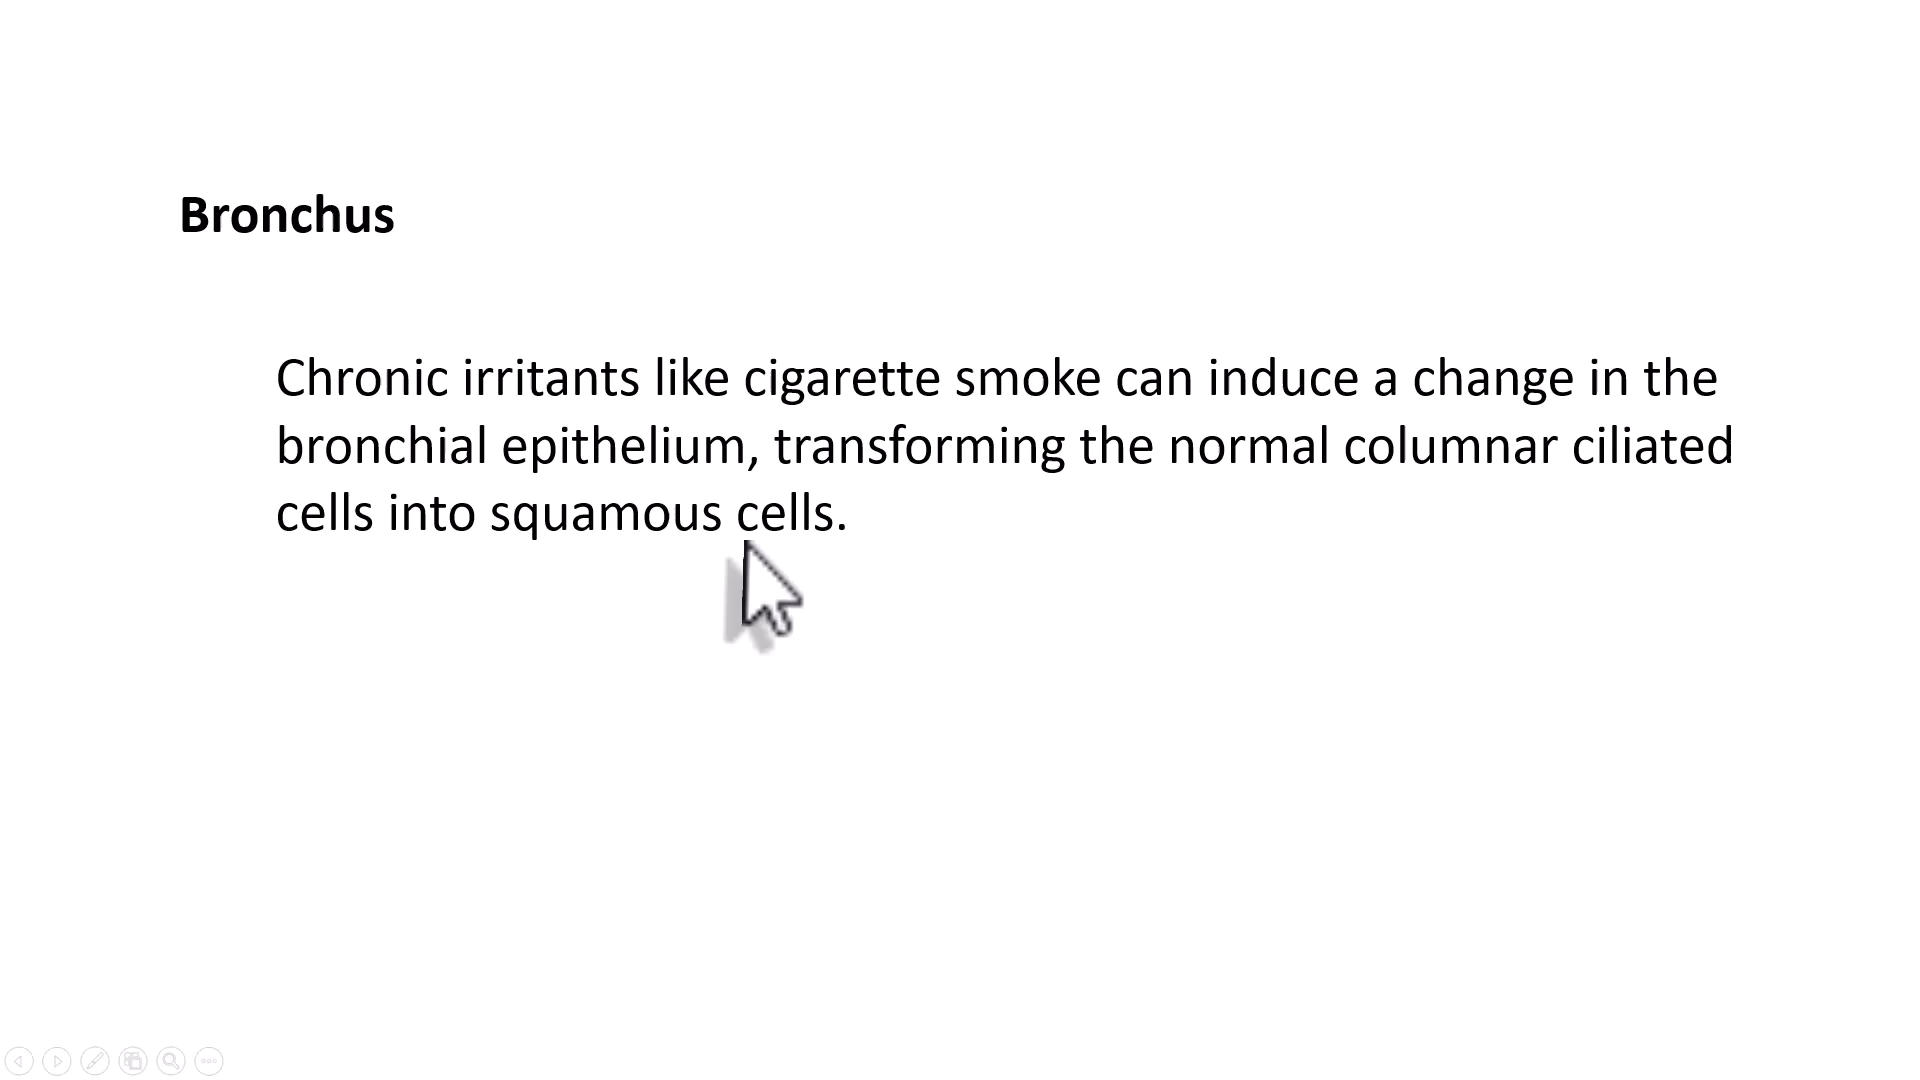 Bronchus
Chronic irritants like cigarette smoke can induce a change in the
bronchial epithelium, transforming the normal columnar ciliated
cells into squamous cells.